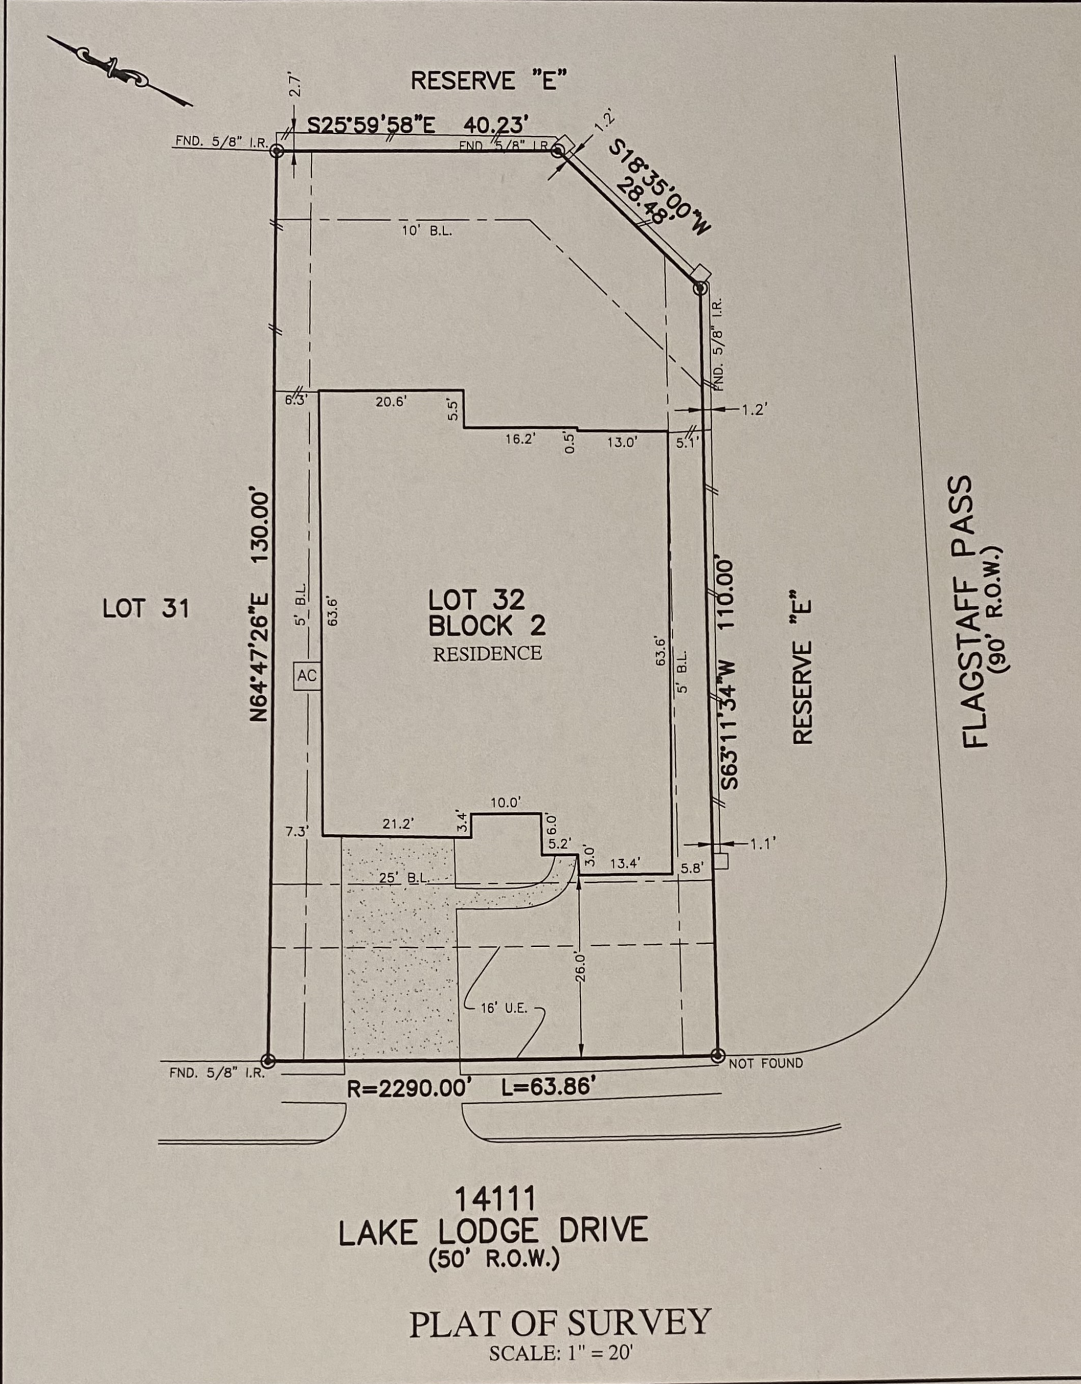 RESERVE "E"
2.7'
S25°59'58"E 40.23'
FND. 5/8" I.R.
FND. 5/8" I.R.
1.2'
S18°35'00"W
28.48'
10' B.L.
FND. 5/8" I.R.
6.3'
20.6'
5.5'
16.2'
0.5'
13.0'
5.1'
1.2'
N64°47'26"E 130.00'
LOT 31
5' B.L.
63.6'
LOT 32
BLOCK 2
RESIDENCE
63.6'
5' B.L.
S63°11'34"W 110.00'
RESERVE "E"
FLAGSTAFF PASS
(90' R.O.W.)
AC
7.3'
21.2'
3.4'
10.0'
6.0'
5.2'
3.0'
13.4'
5.8'
1.1'
25' B.L.
26.0'
16' U.E.
FND. 5/8" I.R.
NOT FOUND
R=2290.00' L=63.86'
14111
LAKE LODGE DRIVE
(50' R.O.W.)
PLAT OF SURVEY
SCALE: 1" = 20'